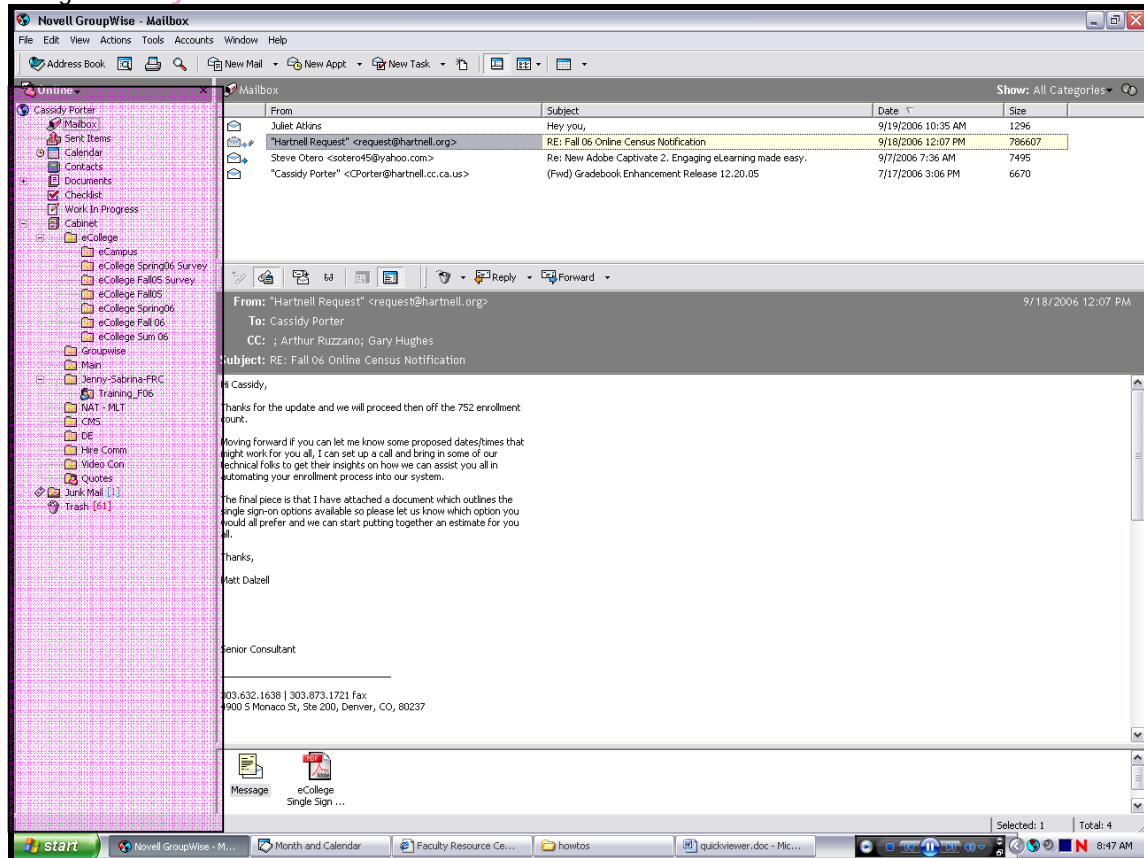 Novell GroupWise - Mailbox
File Edit View Actions Tools Accounts Window Help
Address Book New Mail New Appt New Task
Online
Mailbox Show: All Categories
Cassidy Porter
Mailbox
Sent Items
Calendar
Contacts
Documents
Checklist
Work In Progress
Cabinet
eCollege
eCampus
eCollege Spring06 Survey
eCollege Fall05 Survey
eCollege Fall05
eCollege Spring06
eCollege Fall 06
eCollege Sum 06
Groupwise
Main
Jenny-Sabrina-FRC
Training_F06
NAT - MLT
CMS
DE
Hire Comm
Video Con
Quotes
Junk Mail [1]
Trash [61]
From Subject Date Size
Juliet Atkins Hey you, 9/19/2006 10:35 AM 1296
"Hartnell Request" <request@hartnell.org> RE: Fall 06 Online Census Notification 9/18/2006 12:07 PM 786607
Steve Otero <sotero45@yahoo.com> Re: New Adobe Captivate 2. Engaging eLearning made easy. 9/7/2006 7:36 AM 7495
"Cassidy Porter" <CPorter@hartnell.cc.ca.us> (Fwd) Gradebook Enhancement Release 12.20.05 7/17/2006 3:06 PM 6670
Reply Forward
From: "Hartnell Request" <request@hartnell.org> 9/18/2006 12:07 PM
To: Cassidy Porter
CC: ; Arthur Ruzzano; Gary Hughes
Subject: RE: Fall 06 Online Census Notification
Hi Cassidy,
Thanks for the update and we will proceed then off the 752 enrollment
count.
Moving forward if you can let me know some proposed dates/times that
might work for you all, I can set up a call and bring in some of our
technical folks to get their insights on how we can assist you all in
automating your enrollment process into our system.
The final piece is that I have attached a document which outlines the
single sign-on options available so please let us know which option you
would all prefer and we can start putting together an estimate for you
all.
Thanks,
Matt Dalzell
Senior Consultant
303.632.1638 | 303.873.1721 fax
4900 S Monaco St, Ste 200, Denver, CO, 80237
Message
PDF
Adobe
eCollege
Single Sign ...
Selected: 1 Total: 4
start Novell GroupWise - M... Month and Calendar Faculty Resource Ce... howtos quickviewer.doc - Mic... N 8:47 AM